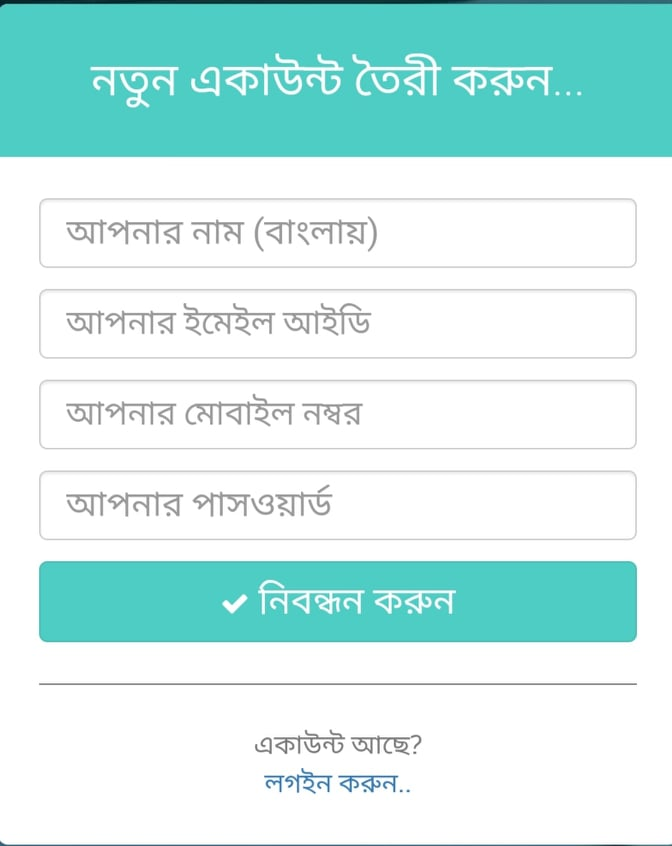 নতুন একাউন্ট তৈরী করুন...
আপনার নাম (বাংলায়)
আপনার ইমেইল আইডি
আপনার মোবাইল নম্বর
আপনার পাসওয়ার্ড
নিবন্ধন করুন
একাউন্ট আছে?
লগইন করুন..